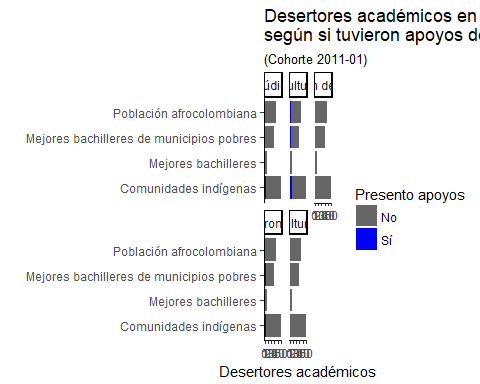 Desertores académicos en
según si tuvieron apoyos de
(Cohorte 2011-01)
Población afrocolombiana
Mejores bachilleres de municipios pobres
Mejores bachilleres
Comunidades indígenas
Presento apoyos
No
Sí
Población afrocolombiana
Mejores bachilleres de municipios pobres
Mejores bachilleres
Comunidades indígenas
Desertores académicos